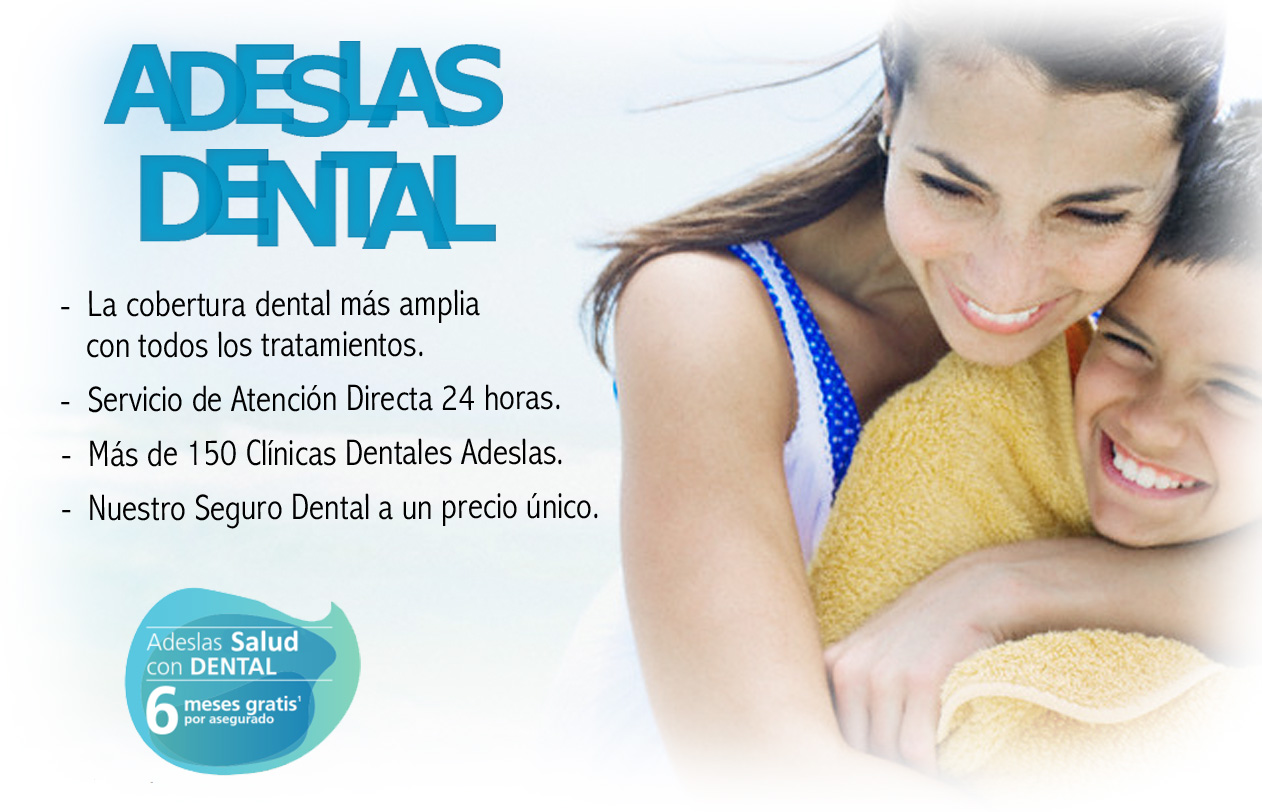 ADESLAS
DENTAL
- La cobertura dental más amplia
con todos los tratamientos.
- Servicio de Atención Directa 24 horas.
- Más de 150 Clínicas Dentales Adeslas.
- Nuestro Seguro Dental a un precio único.
Adeslas Salud
con DENTAL
6 meses gratis¹
por asegurado